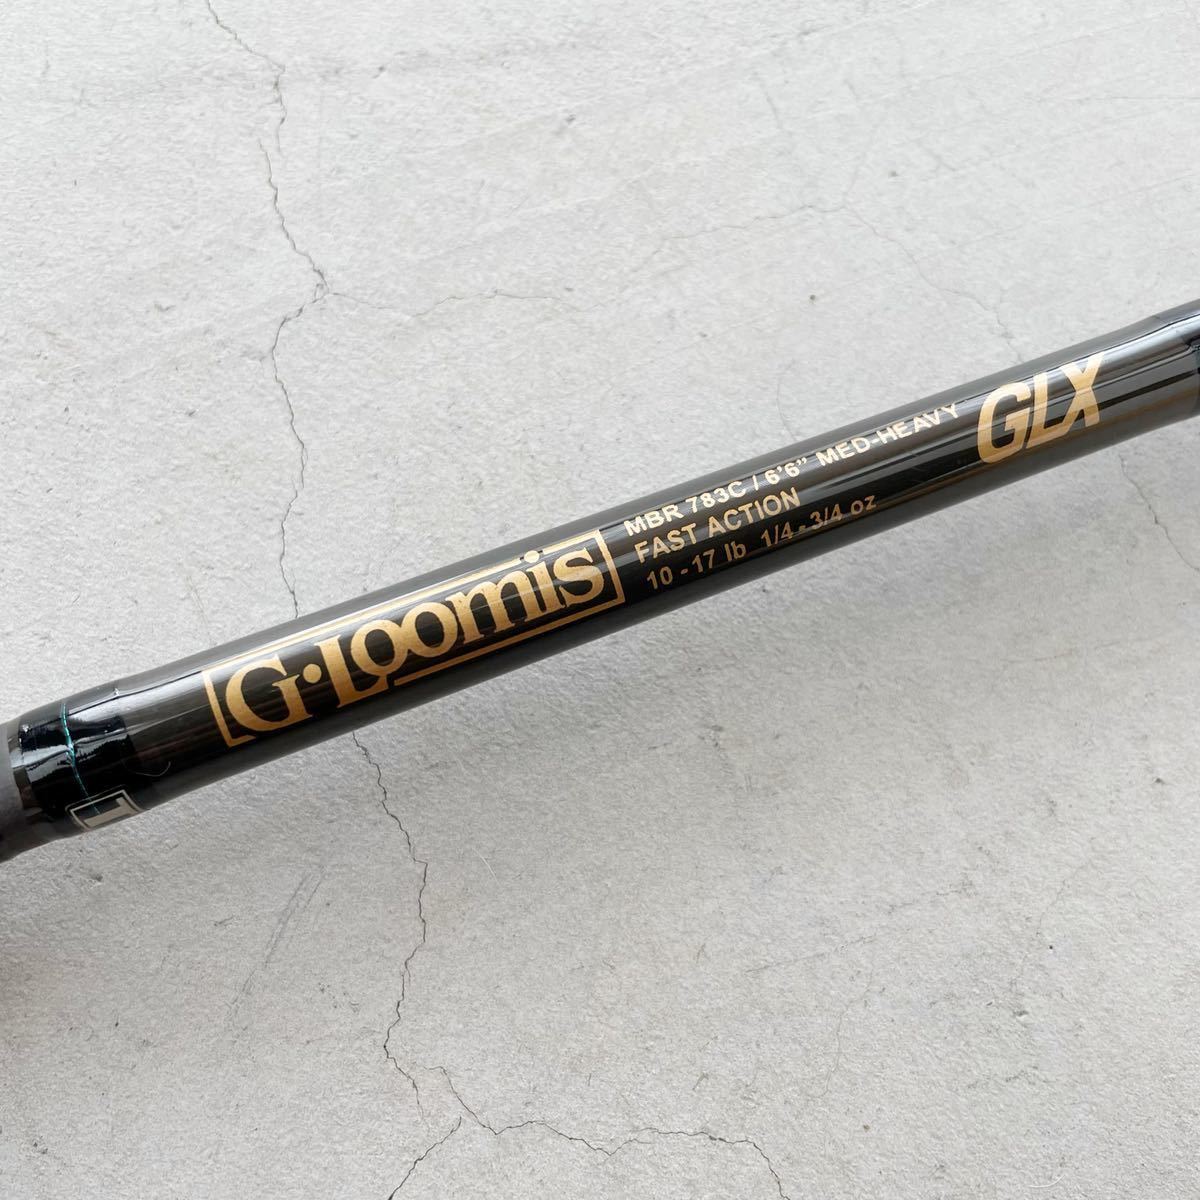 G·Loomis
MBR 783C / 6'6" MED-HEAVY
FAST ACTION
10 - 17 lb 1/4 - 3/4 oz
GLX